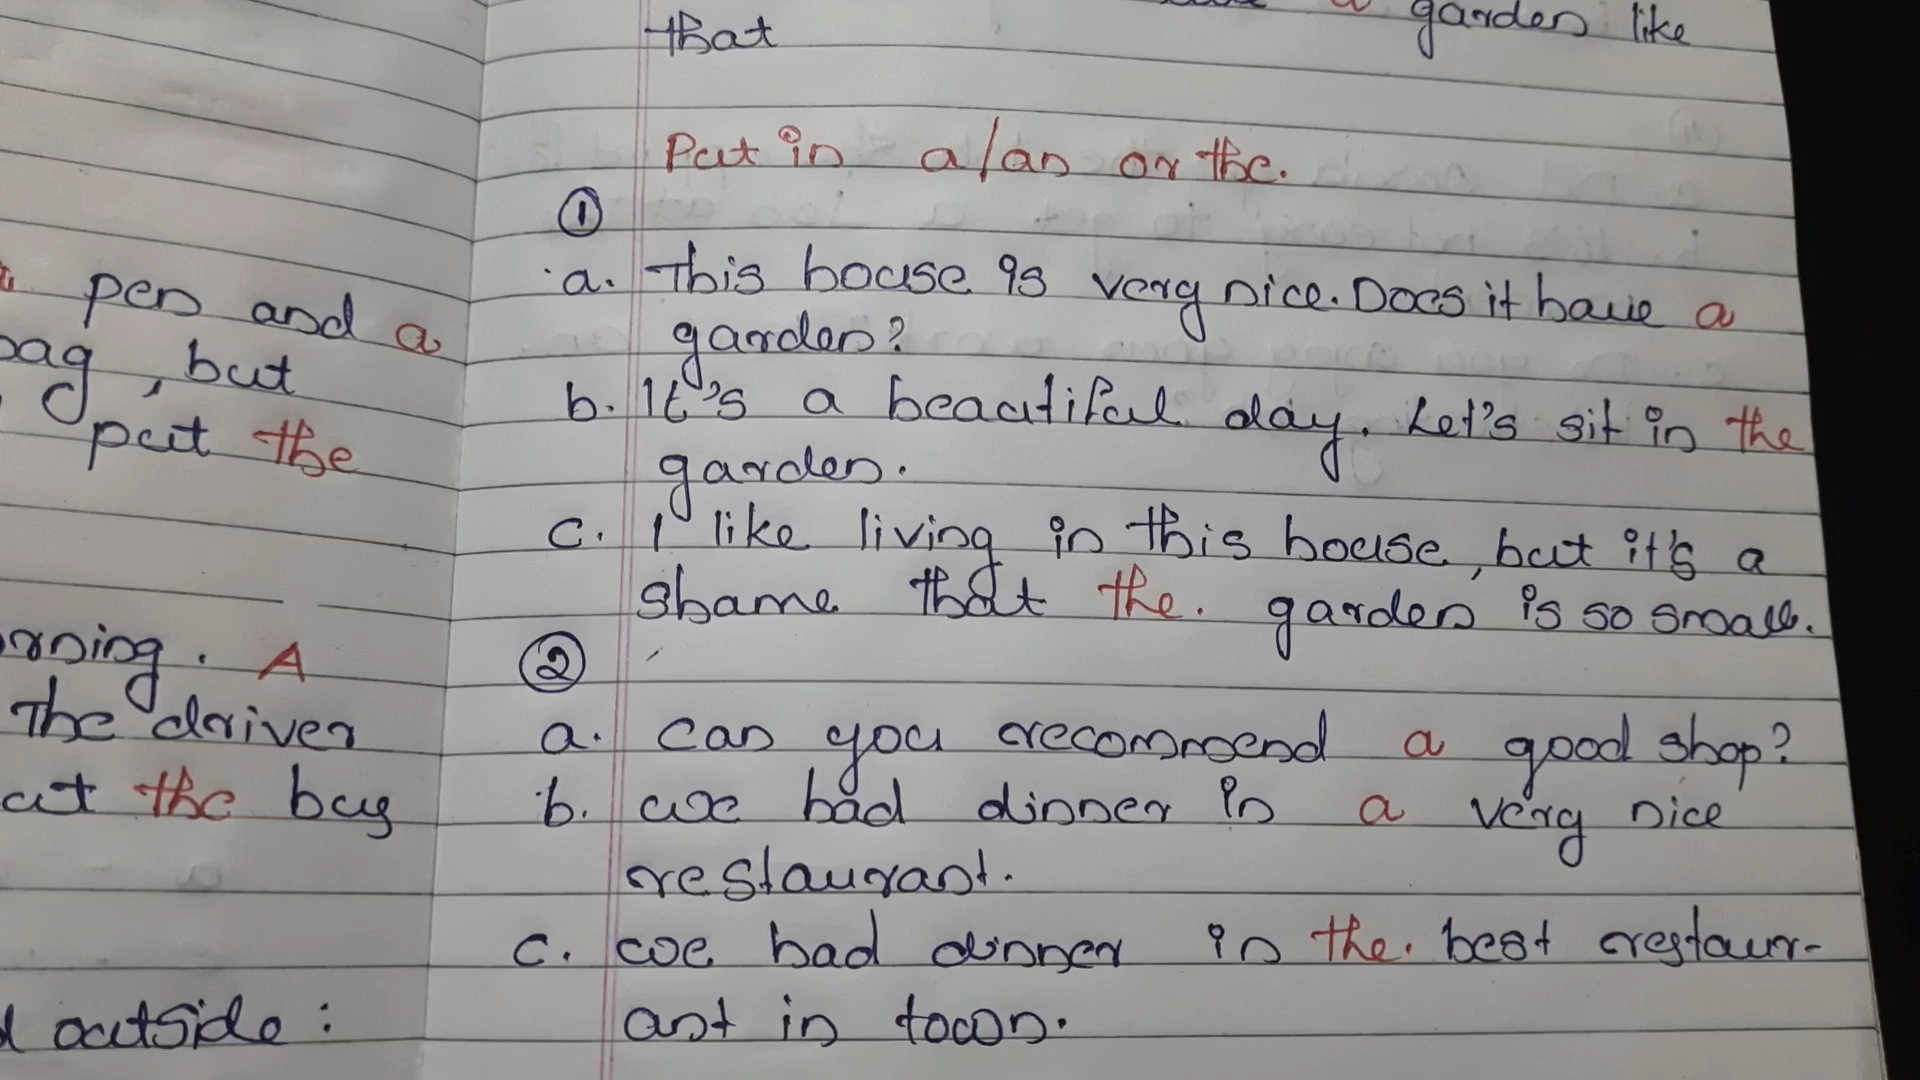 pen and a
bag, but
put the
orning. A
The driver
but the boy
d outside:
garden like
that
Put in a/an or the.
①
a. This house is very nice. Does it have a
garden?
b. It's a beautiful day. Let's sit in the
garden.
c. I like living in this house, but it's a
shame that the. garden is so small.
②
a. Can you recommend a good shop?
b. we had dinner in a very nice
restaurant.
c. we had dinner in the. best restaur-
ant in town.